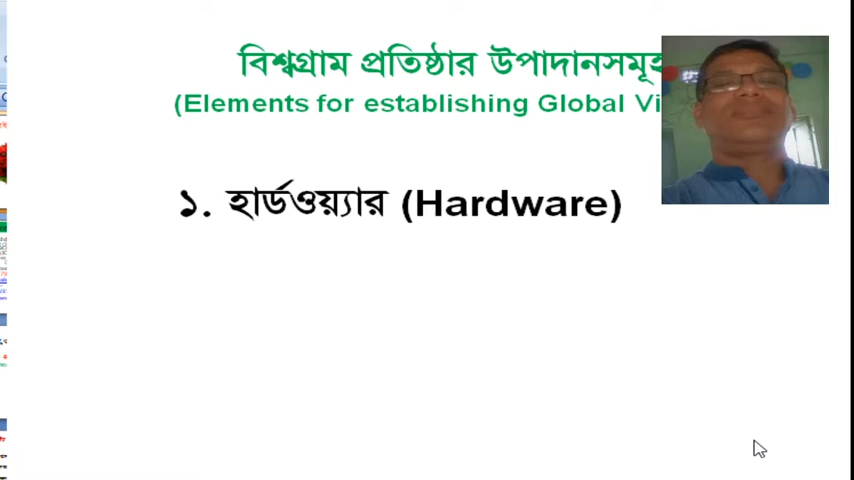 বিশ্বগ্রাম প্রতিষ্ঠার উপাদানসমূহ
(Elements for establishing Global Vi
১. হার্ডওয়্যার (Hardware)